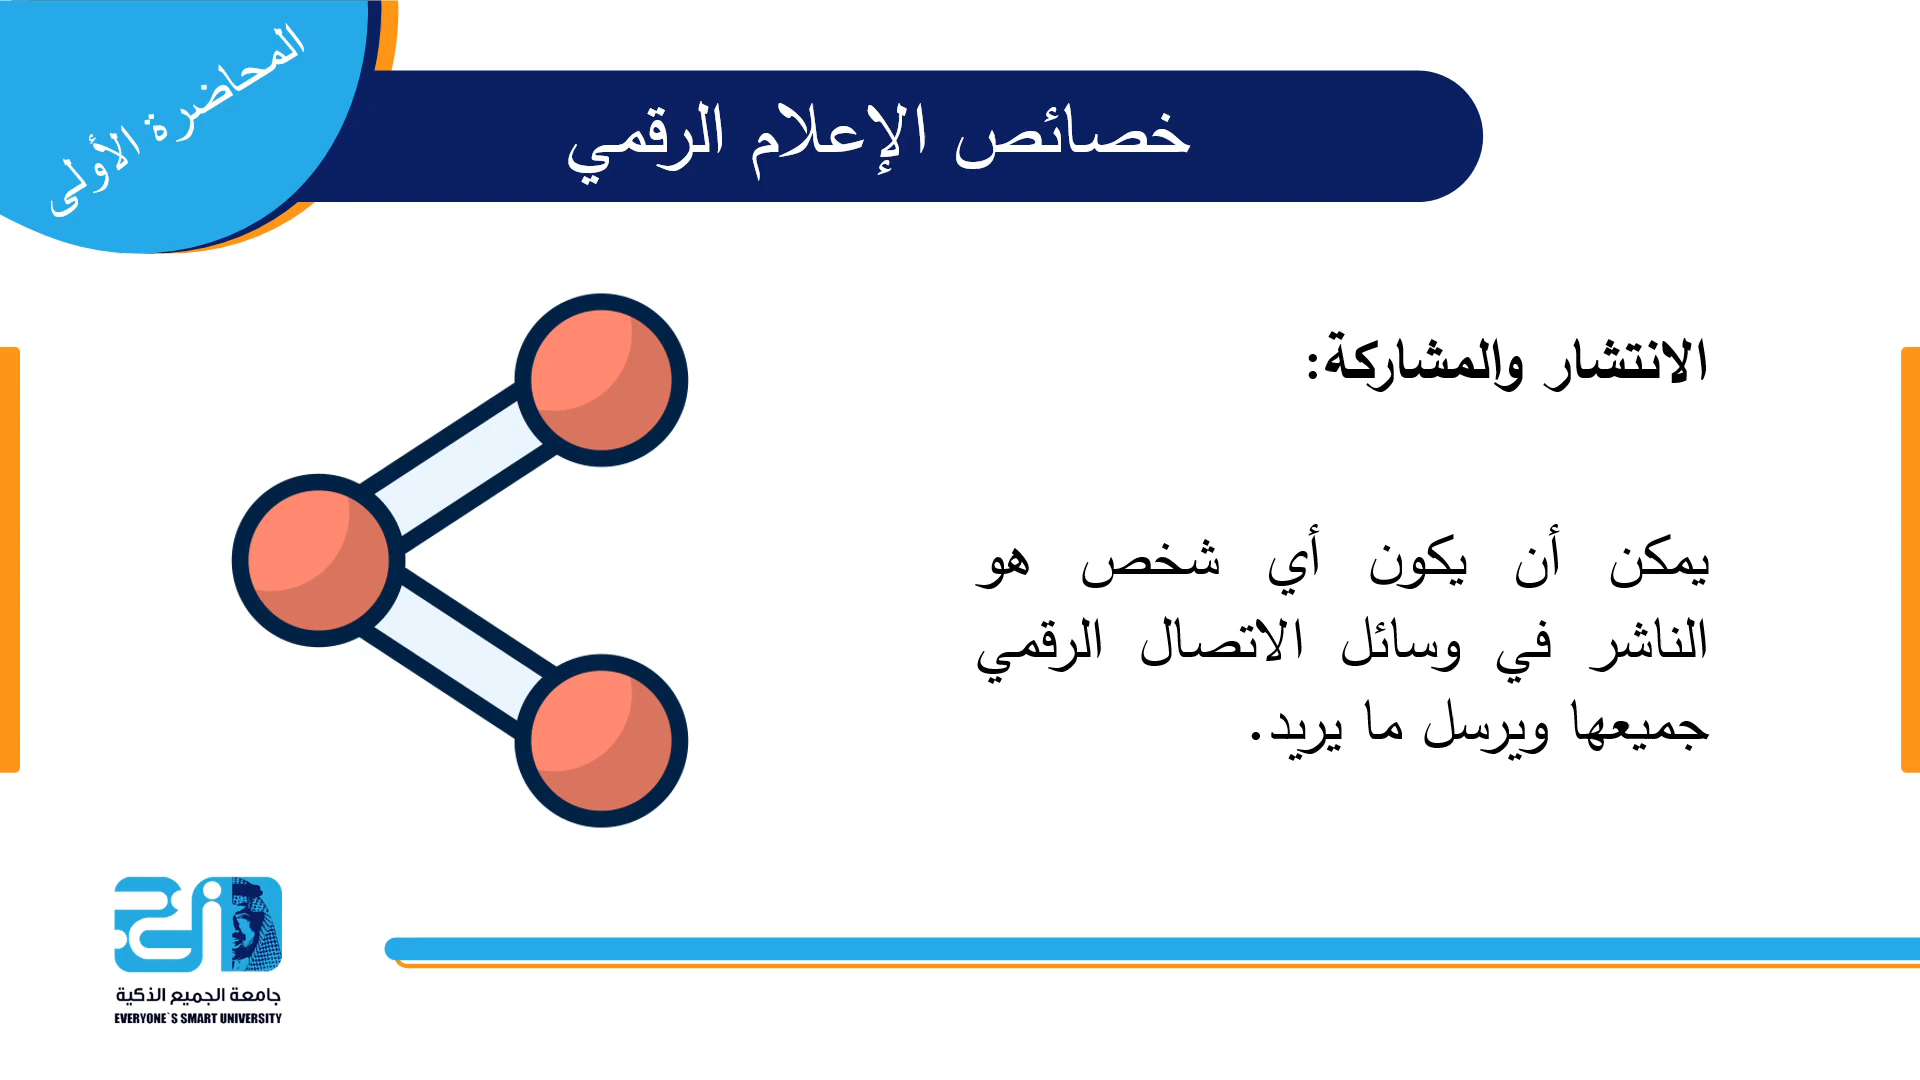 المحاضرة الأولى
خصائص الإعلام الرقمي
الانتشار والمشاركة:
يمكن أن يكون أي شخص هو
الناشر في وسائل الاتصال الرقمي
جميعها ويرسل ما يريد.
جامعة الجميع الذكية
EVERYONE`S SMART UNIVERSITY